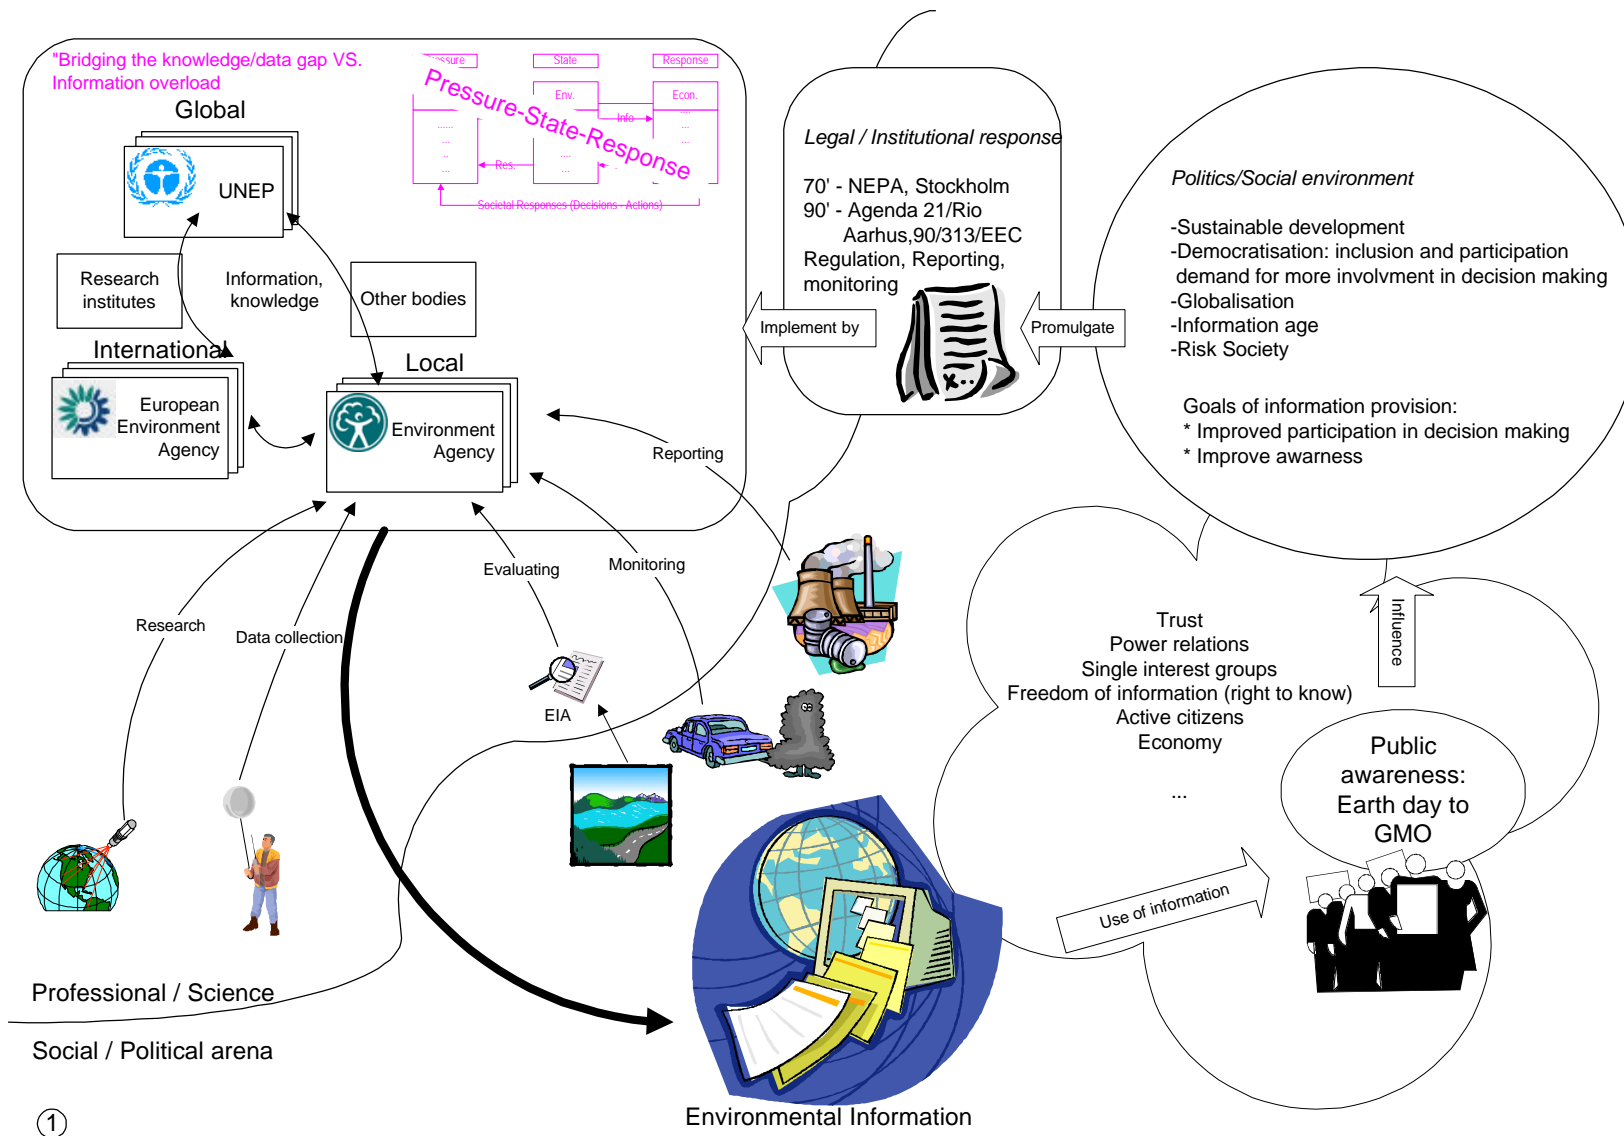 "Bridging the knowledge/data gap VS.
Information overload
Global
UNEP
Research
institutes
Information,
knowledge
Other bodies
International
European
Environment
Agency
Local
Environment
Agency
State
Response
Env.
Econ.
Info
Res.
Pressure-State-Response
Societal Responses (Decisions - Actions)
Legal / Institutional response
70' - NEPA, Stockholm
90' - Agenda 21/Rio
Aarhus,90/313/EEC
Regulation, Reporting,
monitoring
Implement by
Promulgate
Politics/Social environment
-Sustainable development
-Democratisation: inclusion and participation
demand for more involvment in decision making
-Globalisation
-Information age
-Risk Society
Goals of information provision:
* Improved participation in decision making
* Improve awarness
Reporting
Monitoring
Evaluating
Research
Data collection
EIA
Influence
Trust
Power relations
Single interest groups
Freedom of information (right to know)
Active citizens
Economy
...
Public
awareness:
Earth day to
GMO
Use of information
Professional / Science
Social / Political arena
Environmental Information
1